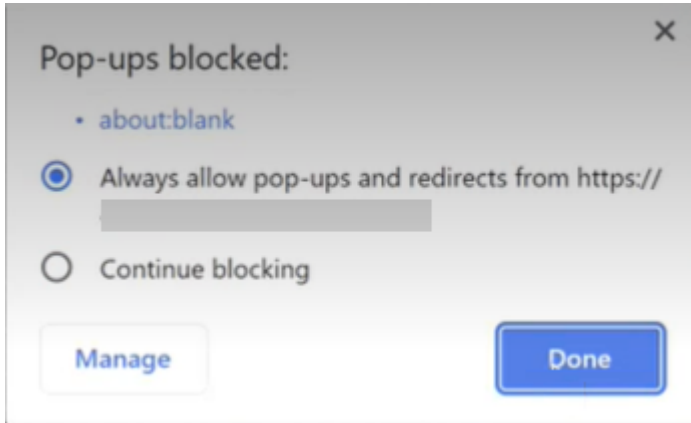 Pop-ups blocked:
• about:blank
Always allow pop-ups and redirects from https://
Continue blocking
Manage
Done